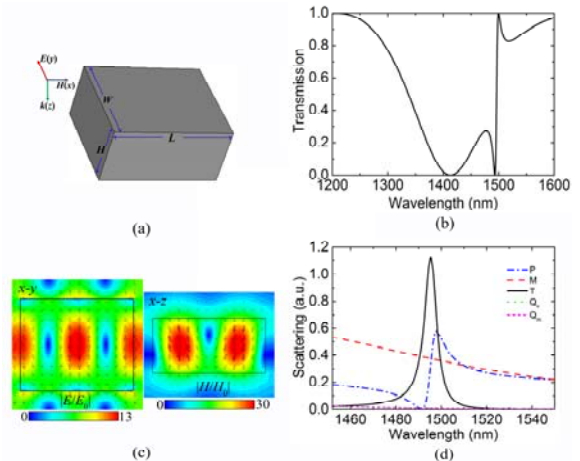 E(y)
H(x)
k(z)
W
H
L
(a)
Transmission
1.0
0.8
0.6
0.4
0.2
0.0
1200 1300 1400 1500 1600
Wavelength (nm)
(b)
x-y
|E/E₀|
0 13
x-z
|H/H₀|
0 30
(c)
Scattering (a.u.)
1.2
1.0
0.8
0.6
0.4
0.2
0.0
1460 1480 1500 1520 1540
Wavelength (nm)
P
M
T
Qₑ
Qₘ
(d)